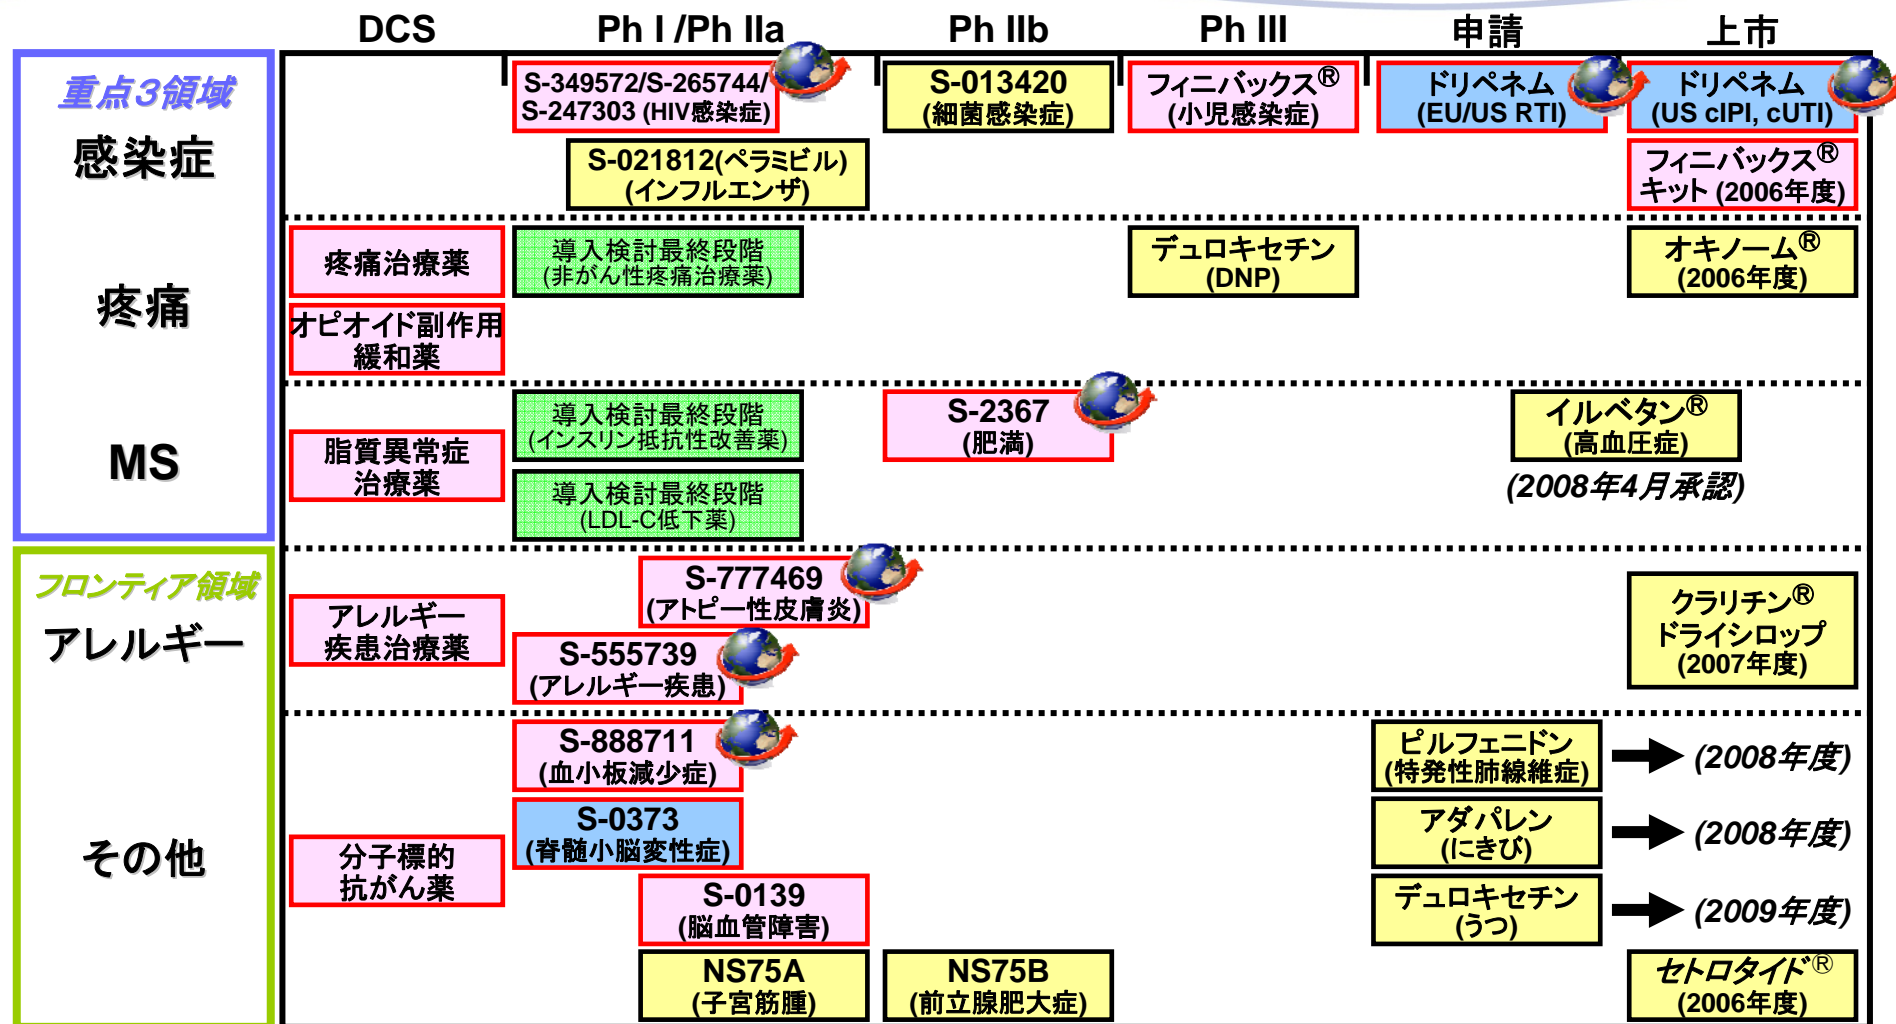 DCS Ph I /Ph IIa Ph IIb Ph III 申請 上市
重点3領域
感染症
S-349572/S-265744/
S-247303 (HIV感染症)
S-013420
(細菌感染症)
フィニバックス®
(小児感染症)
ドリペネム
(EU/US RTI)
ドリペネム
(US cIPI, cUTI)
S-021812(ペラミビル)
(インフルエンザ)
フィニバックス®
キット (2006年度)
疼痛
疼痛治療薬
導入検討最終段階
(非がん性疼痛治療薬)
デュロキセチン
(DNP)
オキノーム®
(2006年度)
オピオイド副作用
緩和薬
MS
脂質異常症
治療薬
導入検討最終段階
(インスリン抵抗性改善薬)
S-2367
(肥満)
イルベタン®
(高血圧症)
(2008年4月承認)
導入検討最終段階
(LDL-C低下薬)
フロンティア領域
アレルギー
アレルギー
疾患治療薬
S-777469
(アトピー性皮膚炎)
S-555739
(アレルギー疾患)
クラリチン®
ドライシロップ
(2007年度)
その他
分子標的
抗がん薬
S-888711
(血小板減少症)
ピルフェニドン
(特発性肺線維症)
(2008年度)
S-0373
(脊髄小脳変性症)
アダパレン
(にきび)
(2008年度)
S-0139
(脳血管障害)
デュロキセチン
(うつ)
(2009年度)
NS75A
(子宮筋腫)
NS75B
(前立腺肥大症)
セトロタイド®
(2006年度)